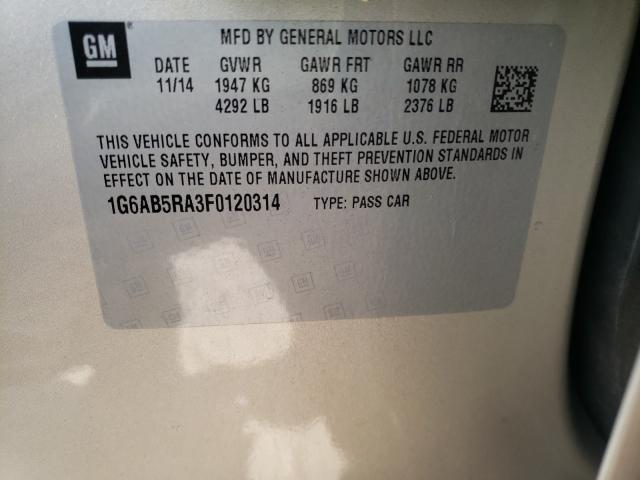 GM
MFD BY GENERAL MOTORS LLC
DATE GVWR GAWR FRT GAWR RR
11/14 1947 KG 869 KG 1078 KG
4292 LB 1916 LB 2376 LB
THIS VEHICLE CONFORMS TO ALL APPLICABLE U.S. FEDERAL MOTOR
VEHICLE SAFETY, BUMPER, AND THEFT PREVENTION STANDARDS IN
EFFECT ON THE DATE OF MANUFACTURE SHOWN ABOVE.
1G6AB5RA3F0120314 TYPE: PASS CAR